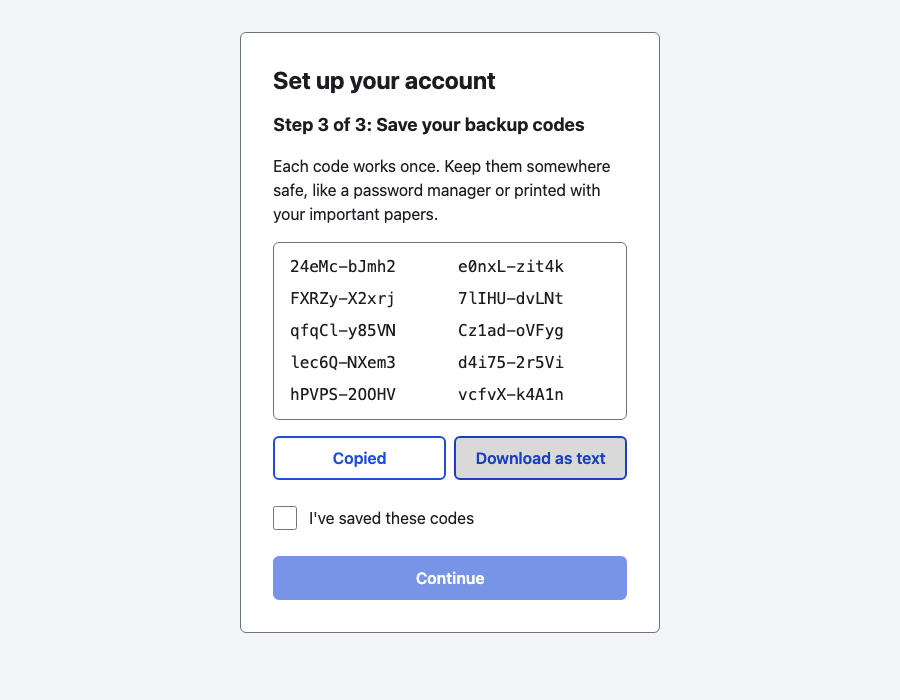 Set up your account
Step 3 of 3: Save your backup codes
Each code works once. Keep them somewhere
safe, like a password manager or printed with
your important papers.
24eMc-bJmh2 e0nxL-zit4k
FXRZy-X2xrj 7lIHU-dvLNt
qfqCl-y85VN Cz1ad-oVFyg
lec6Q-NXem3 d4i75-2r5Vi
hPVPS-2OOHV vcfvX-k4A1n
Copied Download as text
I've saved these codes
Continue